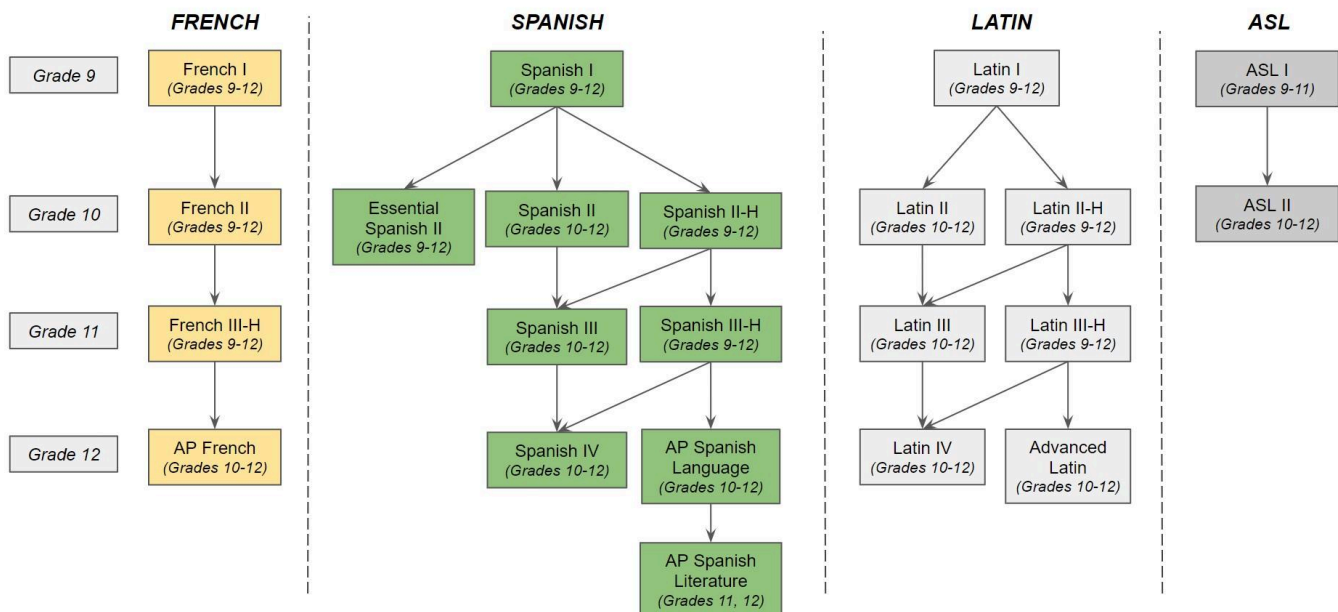 FRENCH
SPANISH
LATIN
ASL
Grade 9
French I
(Grades 9-12)
Spanish I
(Grades 9-12)
Latin I
(Grades 9-12)
ASL I
(Grades 9-11)
Grade 10
French II
(Grades 9-12)
Essential
Spanish II
(Grades 9-12)
Spanish II
(Grades 10-12)
Spanish II-H
(Grades 9-12)
Latin II
(Grades 10-12)
Latin II-H
(Grades 9-12)
ASL II
(Grades 10-12)
Grade 11
French III-H
(Grades 9-12)
Spanish III
(Grades 10-12)
Spanish III-H
(Grades 9-12)
Latin III
(Grades 10-12)
Latin III-H
(Grades 9-12)
Grade 12
AP French
(Grades 10-12)
Spanish IV
(Grades 10-12)
AP Spanish
Language
(Grades 10-12)
Latin IV
(Grades 10-12)
Advanced
Latin
(Grades 10-12)
AP Spanish
Literature
(Grades 11, 12)